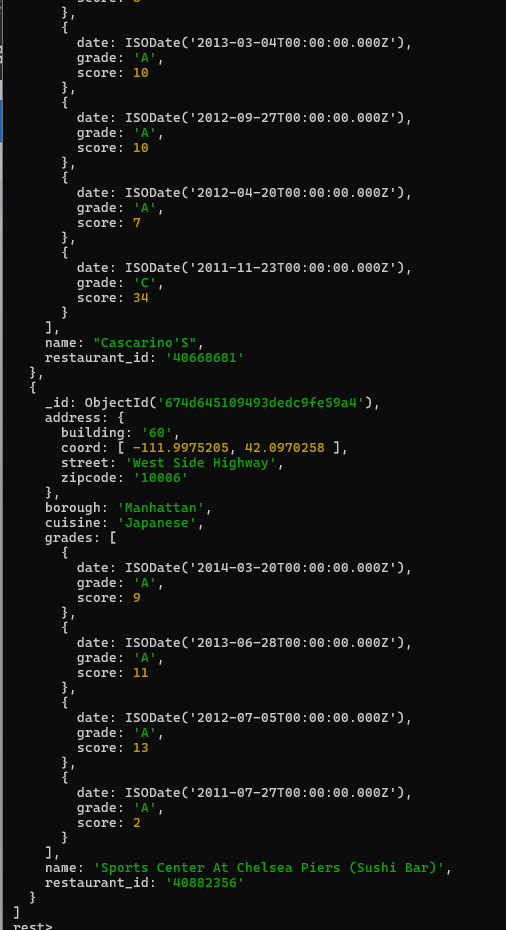 },
{
date: ISODate('2013-03-04T00:00:00.000Z'),
grade: 'A',
score: 10
},
{
date: ISODate('2012-09-27T00:00:00.000Z'),
grade: 'A',
score: 10
},
{
date: ISODate('2012-04-20T00:00:00.000Z'),
grade: 'A',
score: 7
},
{
date: ISODate('2011-11-23T00:00:00.000Z'),
grade: 'C',
score: 34
}
],
name: "Cascarino'S",
restaurant_id: '40668681'
},
{
_id: ObjectId('674d645109493dedc9fe59a4'),
address: {
building: '60',
coord: [ -111.9975205, 42.0970258 ],
street: 'West Side Highway',
zipcode: '10006'
},
borough: 'Manhattan',
cuisine: 'Japanese',
grades: [
{
date: ISODate('2014-03-20T00:00:00.000Z'),
grade: 'A',
score: 9
},
{
date: ISODate('2013-06-28T00:00:00.000Z'),
grade: 'A',
score: 11
},
{
date: ISODate('2012-07-05T00:00:00.000Z'),
grade: 'A',
score: 13
},
{
date: ISODate('2011-07-27T00:00:00.000Z'),
grade: 'A',
score: 2
}
],
name: 'Sports Center At Chelsea Piers (Sushi Bar)',
restaurant_id: '40882356'
}
]
rest>